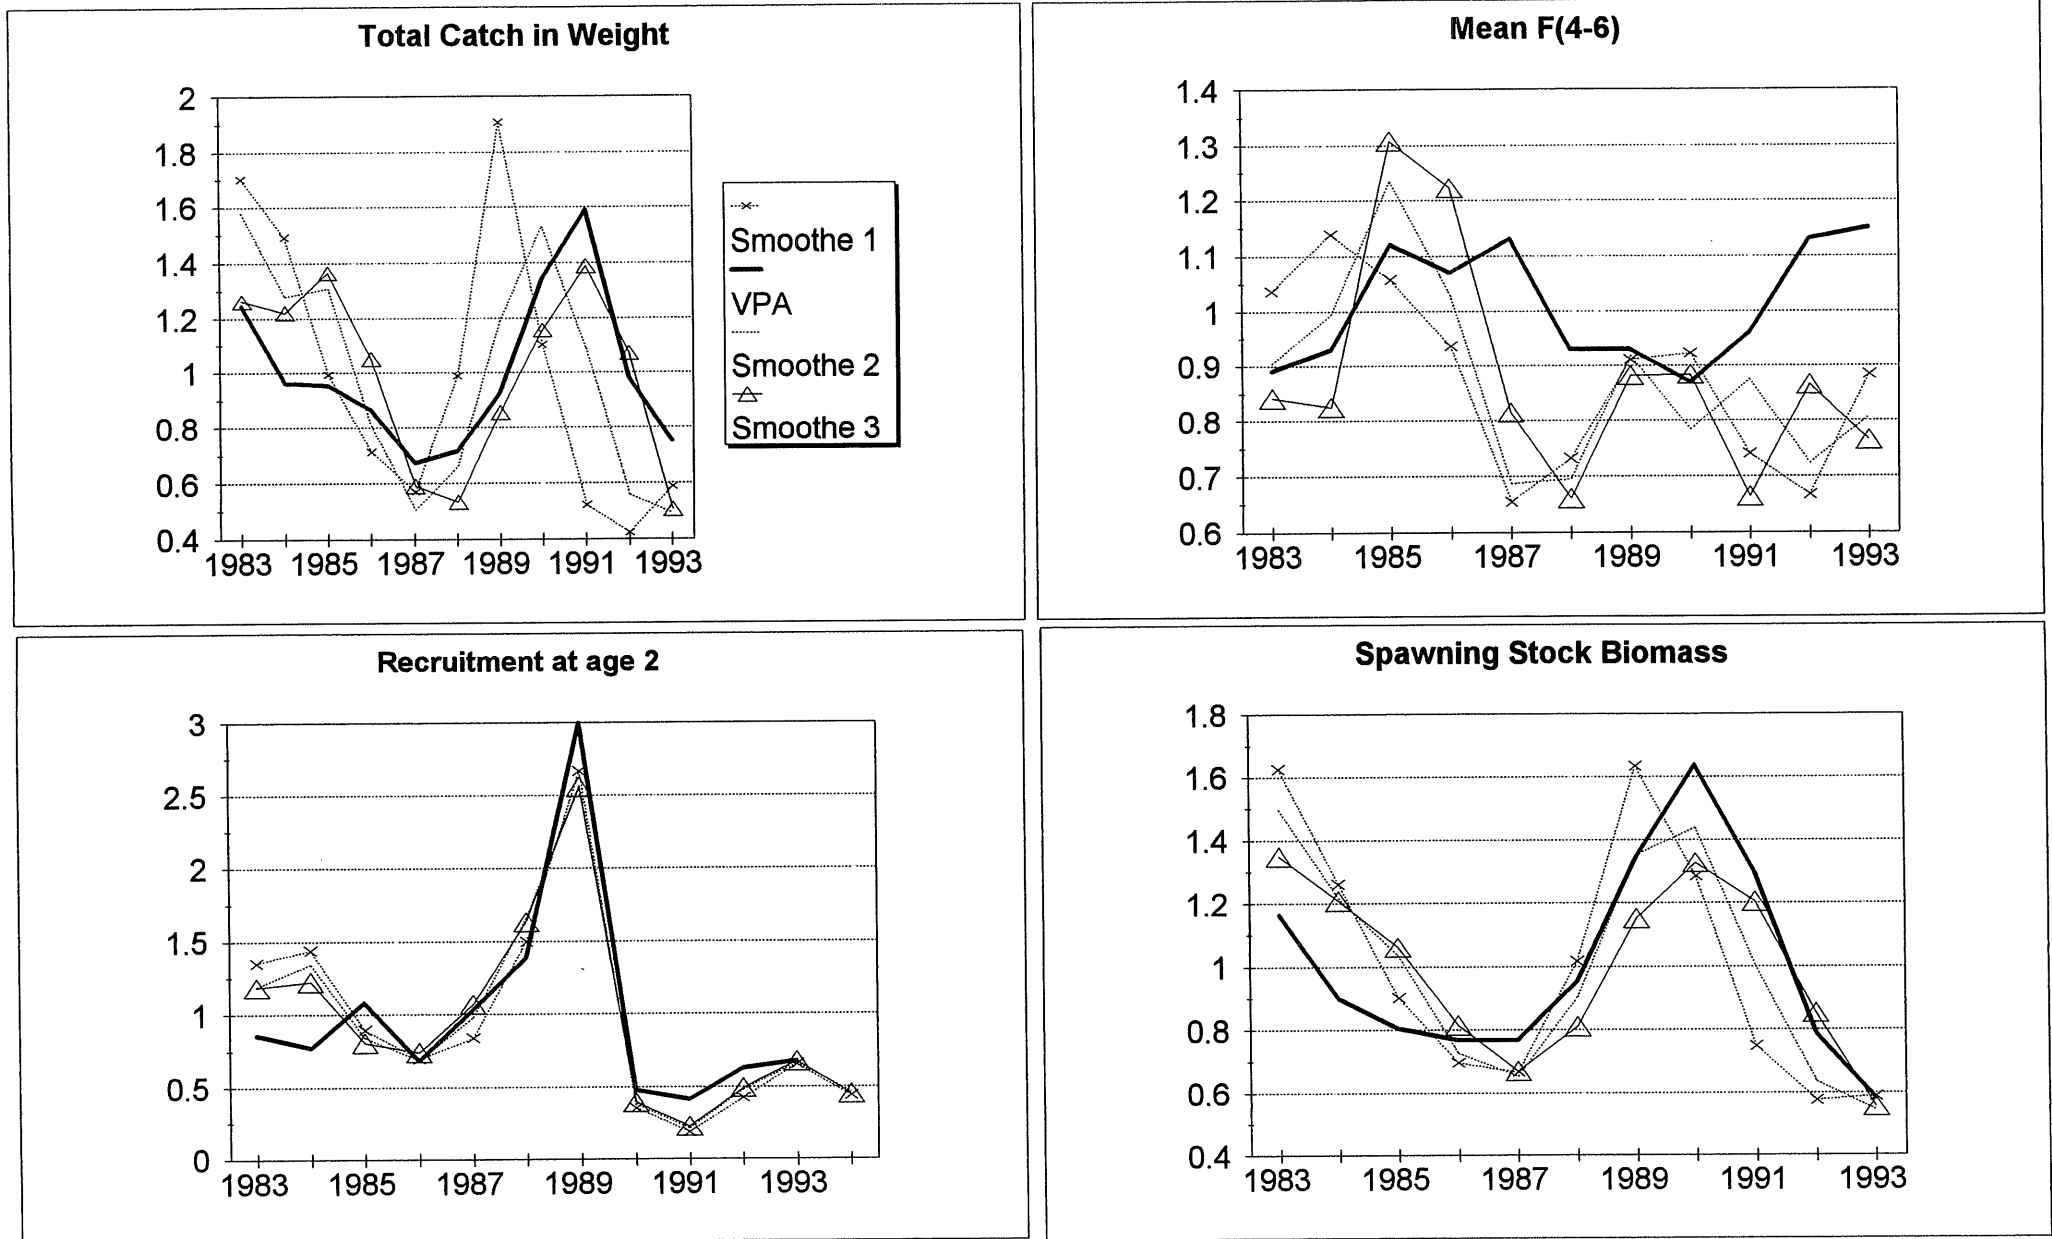 Total Catch in Weight
2
1.8
1.6
1.4
1.2
1
0.8
0.6
0.4
1983 1985 1987 1989 1991 1993
Smoothe 1
VPA
Smoothe 2
Smoothe 3
Mean F(4-6)
1.4
1.3
1.2
1.1
1
0.9
0.8
0.7
0.6
1983 1985 1987 1989 1991 1993
Recruitment at age 2
3
2.5
2
1.5
1
0.5
0
1983 1985 1987 1989 1991 1993
Spawning Stock Biomass
1.8
1.6
1.4
1.2
1
0.8
0.6
0.4
1983 1985 1987 1989 1991 1993